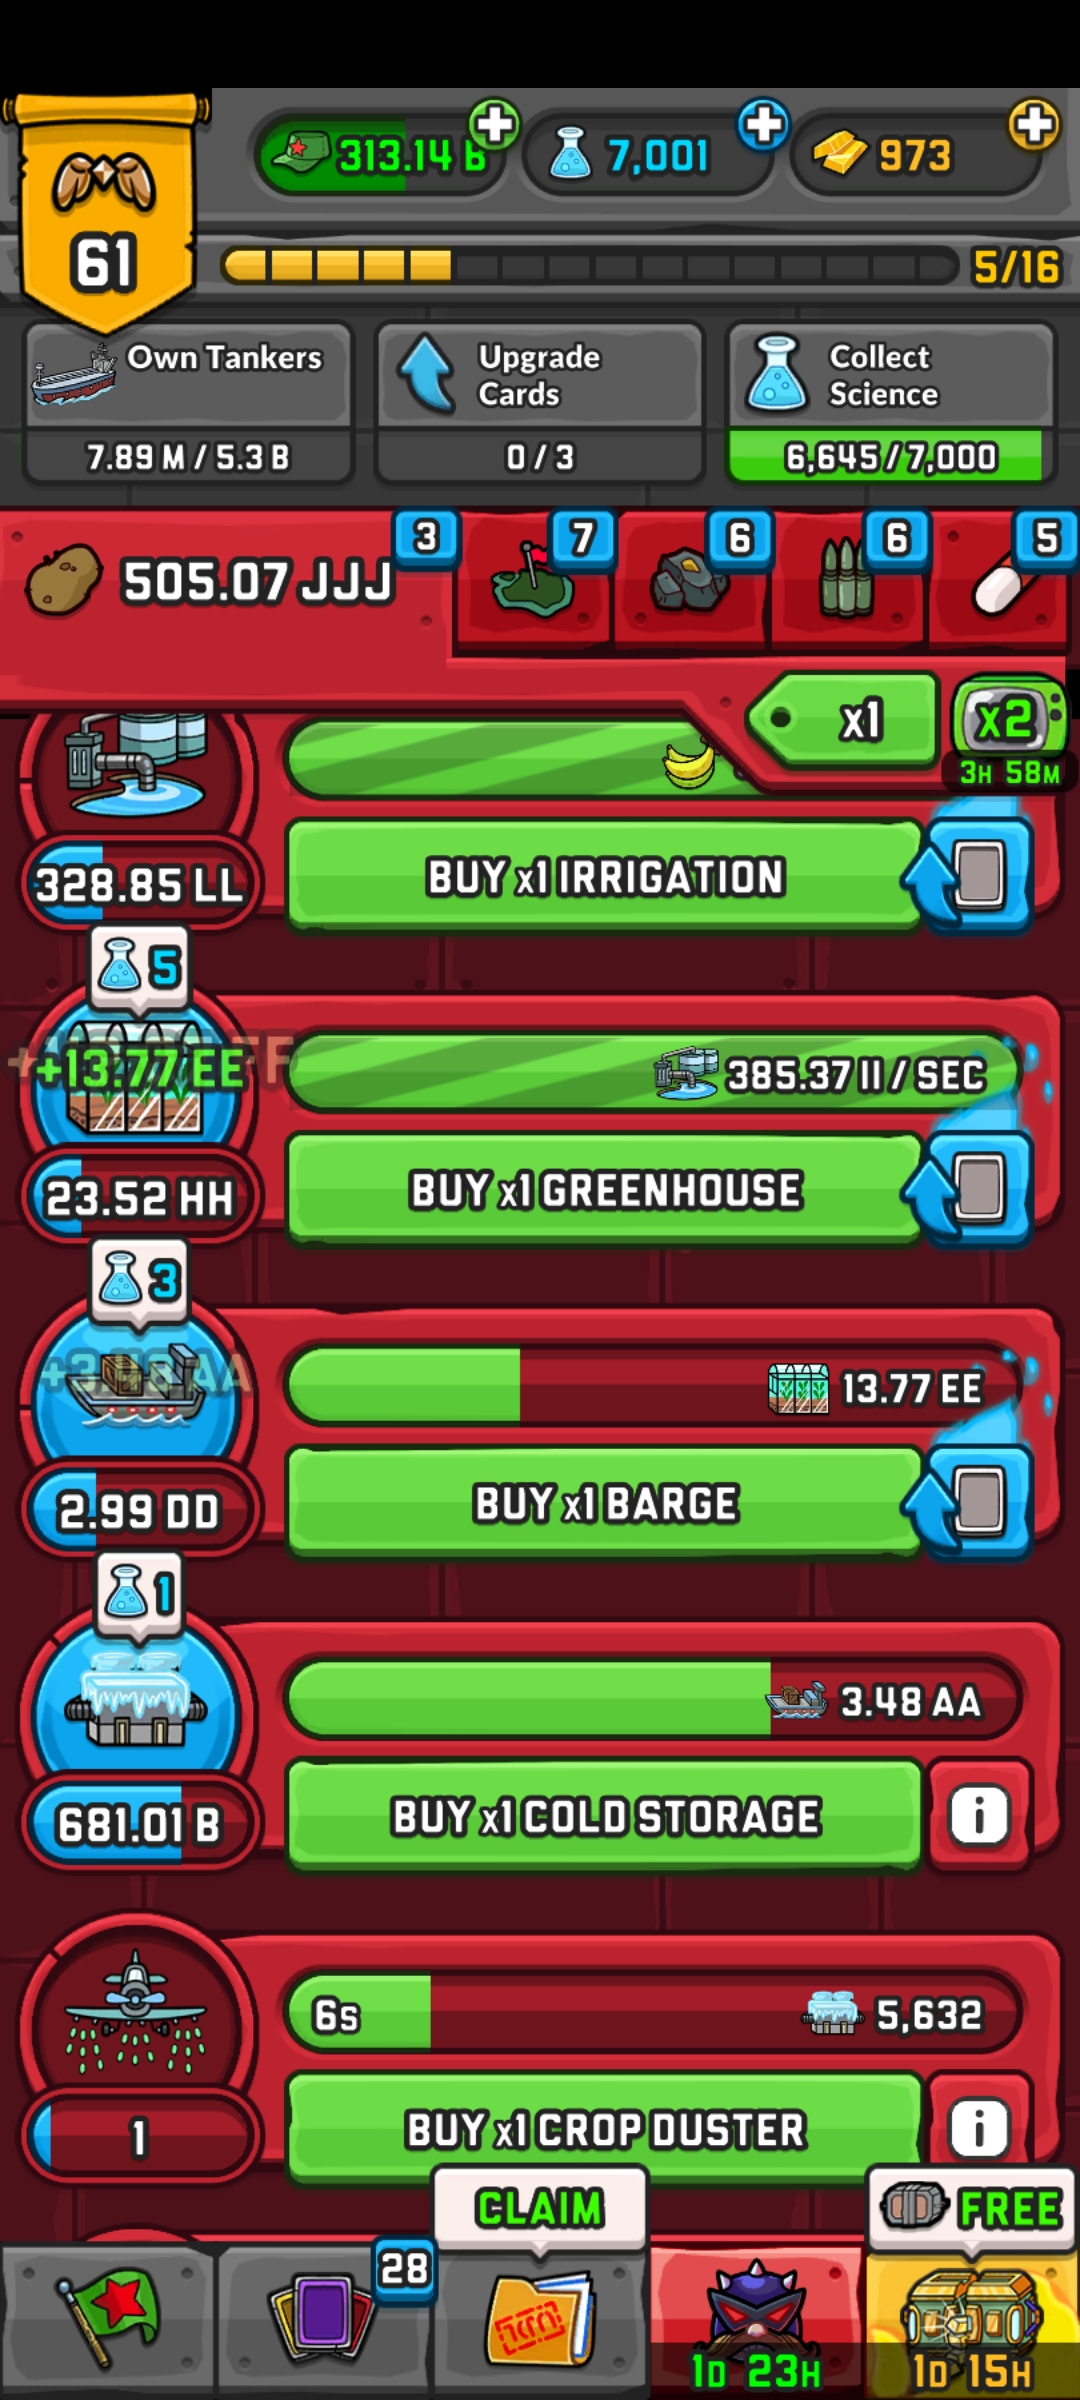 313.14 B
7,001
973
61
5/16
Own Tankers
7.89 M / 5.3 B
Upgrade
Cards
0 / 3
Collect
Science
6,645 / 7,000
505.07 JJJ
3
7
6
6
5
x1
x2
3H 58M
328.85 LL
BUY x1 IRRIGATION
5
+13.77 EE
385.37 II / SEC
23.52 HH
BUY x1 GREENHOUSE
3
+3.48 AA
13.77 EE
2.99 DD
BUY x1 BARGE
1
3.48 AA
681.01 B
BUY x1 COLD STORAGE
6s
5,632
1
BUY x1 CROP DUSTER
CLAIM
FREE
28
1D 23H
1D 15H